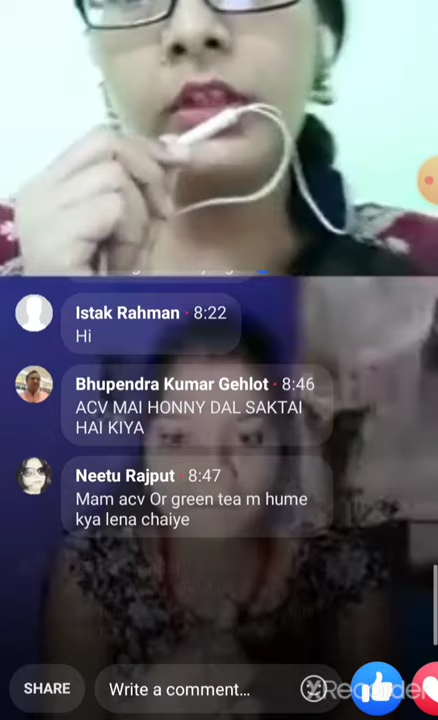 Istak Rahman · 8:22
Hi
Bhupendra Kumar Gehlot · 8:46
ACV MAI HONNY DAL SAKTAI
HAI KIYA
Neetu Rajput · 8:47
Mam acv Or green tea m hume
kya lena chaiye
SHARE
Write a comment...
Recorder